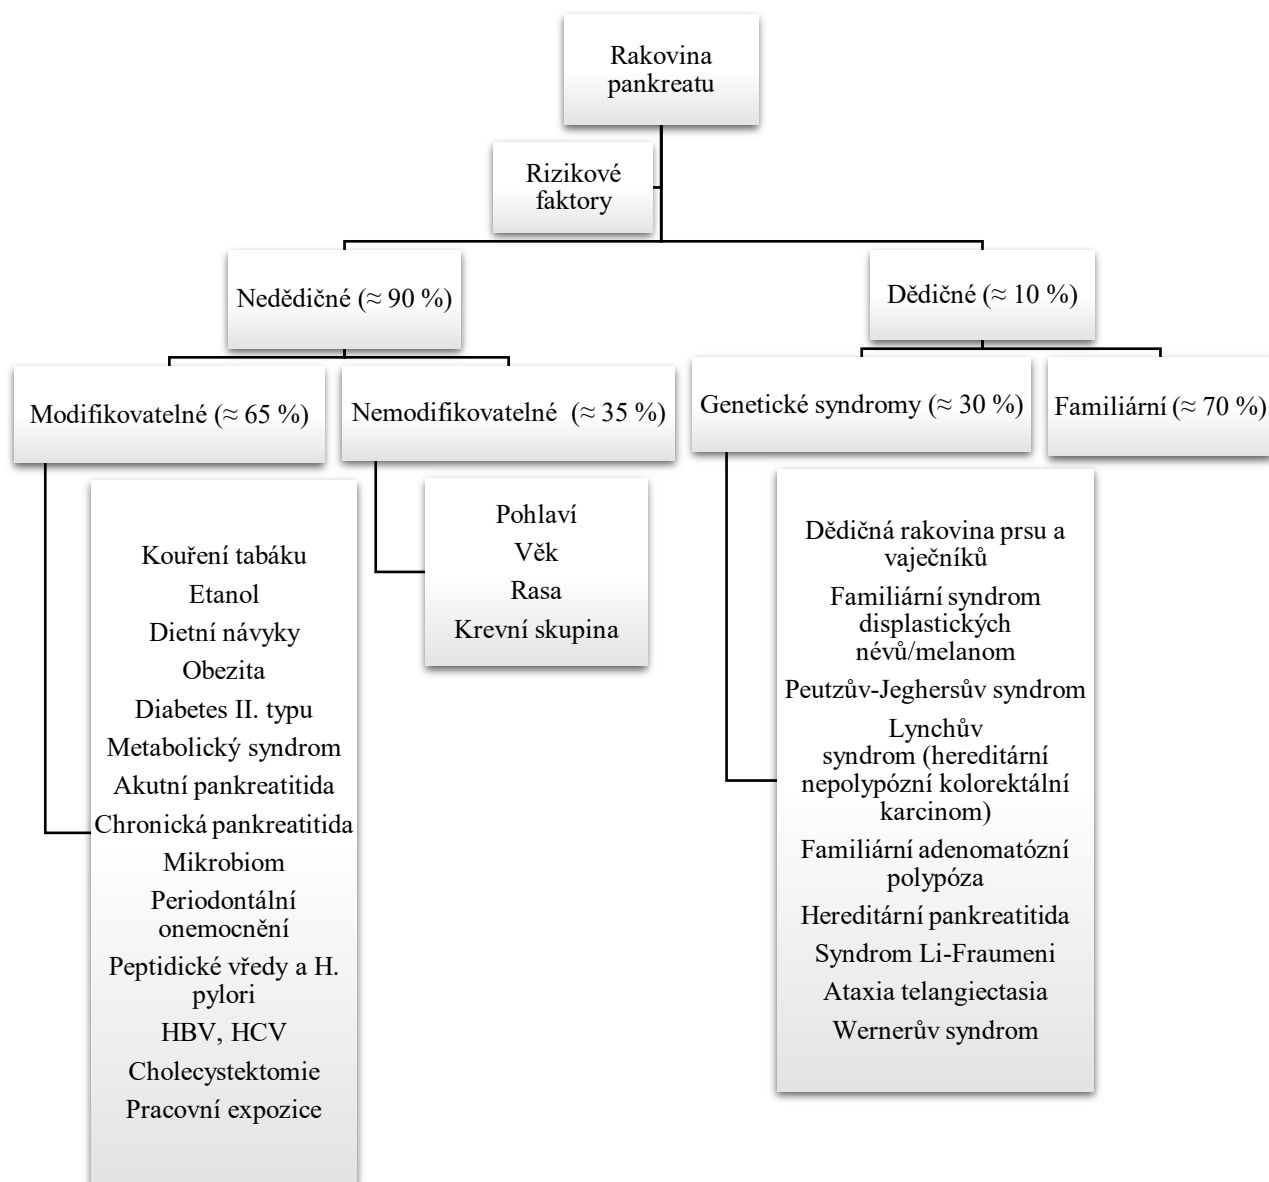 Rakovina
pankreatu
Rizikové
faktory
Nedědičné (≈ 90 %)
Dědičné (≈ 10 %)
Modifikovatelné (≈ 65 %)
Nemodifikovatelné (≈ 35 %)
Genetické syndromy (≈ 30 %)
Familiární (≈ 70 %)
Kouření tabáku
Etanol
Dietní návyky
Obezita
Diabetes II. typu
Metabolický syndrom
Akutní pankreatitida
Chronická pankreatitida
Mikrobiom
Periodontální
onemocnění
Peptidické vředy a H.
pylori
HBV, HCV
Cholecystektomie
Pracovní expozice
Pohlaví
Věk
Rasa
Krevní skupina
Dědičná rakovina prsu a
vaječníků
Familiární syndrom
displastických
névů/melanom
Peutzův-Jeghersův syndrom
Lynchův
syndrom (hereditární
nepolypózní kolorektální
karcinom)
Familiární adenomatózní
polypóza
Hereditární pankreatitida
Syndrom Li-Fraumeni
Ataxia telangiectasia
Wernerův syndrom